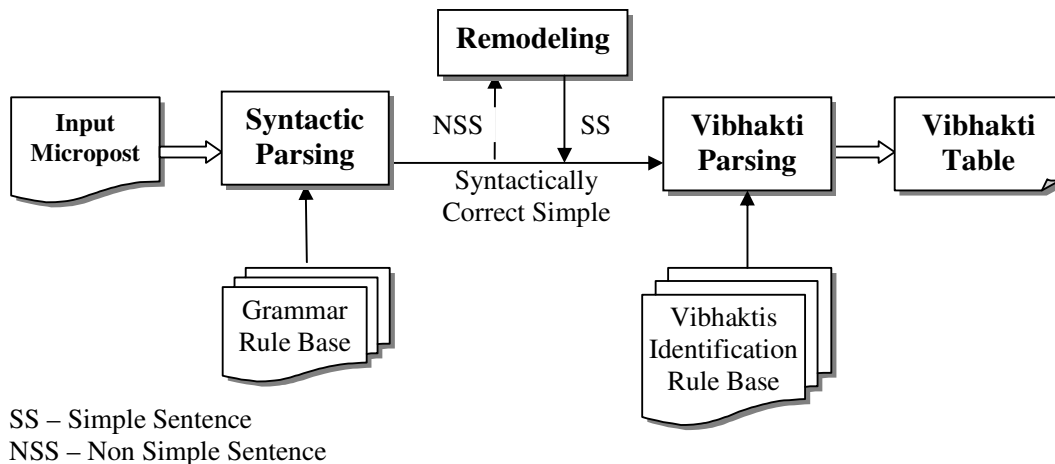 Remodeling
Input
Micropost
Syntactic
Parsing
NSS
SS
Vibhakti
Parsing
Vibhakti
Table
Syntactically
Correct Simple
Grammar
Rule Base
Vibhaktis
Identification
Rule Base
SS – Simple Sentence
NSS – Non Simple Sentence